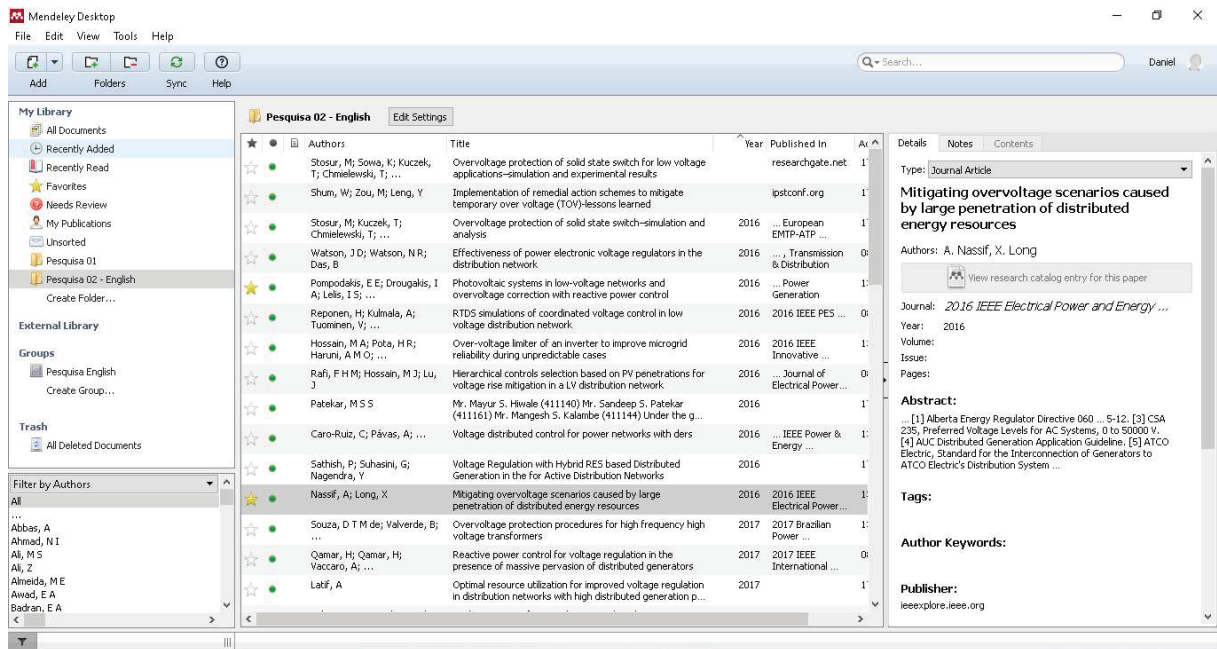 Mendeley Desktop
File Edit View Tools Help
Search...
Daniel
Add Folders Sync Help
My Library
All Documents
Recently Added
Recently Read
Favorites
Needs Review
My Publications
Unsorted
Pesquisa 01
Pesquisa 02 - English
Create Folder...
External Library
Groups
Pesquisa English
Create Group...
Trash
All Deleted Documents
Filter by Authors
All
...
Abbas, A
Ahmad, N I
Ali, M S
Ali, Z
Almeida, M E
Awad, E A
Badran, E A
Pesquisa 02 - English Edit Settings
Authors Title Year Published In
Stosur, M; Sowa, K; Kuczek, Overvoltage protection of solid state switch for low voltage researchgate.net
T; Chmielewski, T; ... applications–simulation and experimental results
Shum, W; Zou, M; Leng, Y Implementation of remedial action schemes to mitigate ipstconf.org
temporary over voltage (TOV)-lessons learned
Stosur, M; Kuczek, T; Overvoltage protection of solid state switch–simulation and 2016 ... European
Chmielewski, T; ... analysis EMTP-ATP ...
Watson, J D; Watson, N R; Effectiveness of power electronic voltage regulators in the 2016 ... , Transmission
Das, B distribution network & Distribution
Pompodakis, E E; Drougakis, I Photovoltaic systems in low-voltage networks and 2016 ... Power
A; Lelis, I S; ... overvoltage correction with reactive power control Generation
Reponen, H; Kulmala, A; RTDS simulations of coordinated voltage control in low 2016 2016 IEEE PES ...
Tuominen, V; ... voltage distribution network
Hossain, M A; Pota, H R; Over-voltage limiter of an inverter to improve microgrid 2016 2016 IEEE
Haruni, A M O; ... reliability during unpredictable cases Innovative ...
Rafi, F H M; Hossain, M J; Lu, Hierarchical controls selection based on PV penetrations for 2016 ... Journal of
J voltage rise mitigation in a LV distribution network Electrical Power...
Patekar, M S S Mr. Mayur S. Hiwale (411140) Mr. Sandeep S. Patekar 2016
(411161) Mr. Mangesh S. Kalambe (411144) Under the g...
Caro-Ruiz, C; Pávas, A; ... Voltage distributed control for power networks with ders 2016 ... IEEE Power &
Energy ...
Sathish, P; Suhasini, G; Voltage Regulation with Hybrid RES based Distributed 2016
Nagendra, Y Generation in the for Active Distribution Networks
Nassif, A; Long, X Mitigating overvoltage scenarios caused by large 2016 2016 IEEE
penetration of distributed energy resources Electrical Power...
Souza, D T M de; Valverde, B; Overvoltage protection procedures for high frequency high 2017 2017 Brazilian
... voltage transformers Power ...
Qamar, H; Qamar, H; Reactive power control for voltage regulation in the 2017 2017 IEEE
Vaccaro, A; ... presence of massive pervasion of distributed generators International ...
Latif, A Optimal resource utilization for improved voltage regulation 2017
in distribution networks with high distributed generation p...
Details Notes Contents
Type: Journal Article
Mitigating overvoltage scenarios caused
by large penetration of distributed
energy resources
Authors: A. Nassif, X. Long
View research catalog entry for this paper
Journal: 2016 IEEE Electrical Power and Energy ...
Year: 2016
Volume:
Issue:
Pages:
Abstract:
... [1] Alberta Energy Regulator Directive 060 ... 5-12. [3] CSA
235, Preferred Voltage Levels for AC Systems, 0 to 50000 V.
[4] AUC Distributed Generation Application Guideline. [5] ATCO
Electric, Standard for the Interconnection of Generators to
ATCO Electric's Distribution System ...
Tags:
Author Keywords:
Publisher:
ieeexplore.ieee.org